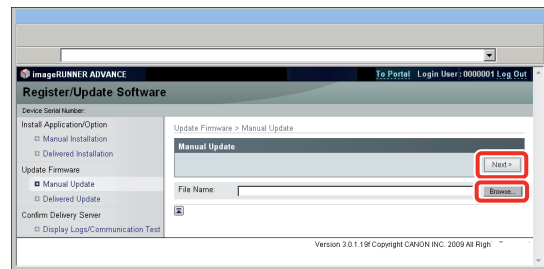 imageRUNNER ADVANCE
To Portal Login User : 0000001 Log Out
Register/Update Software
Device Serial Number:
Install Application/Option
Manual Installation
Delivered Installation
Update Firmware
Manual Update
Delivered Update
Confirm Delivery Server
Display Logs/Communication Test
Update Firmware > Manual Update
Manual Update
Next »
File Name:
Browse...
Version 3.0.1.19f Copyright CANON INC. 2009 All Righ